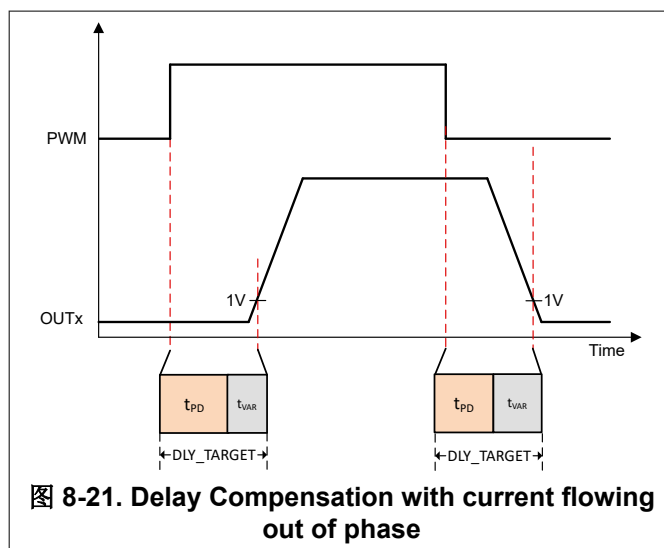 PWM
1V
1V
OUTx
Time
tPD
tVAR
tPD
tVAR
DLY_TARGET
DLY_TARGET
图 8-21. Delay Compensation with current flowing
out of phase